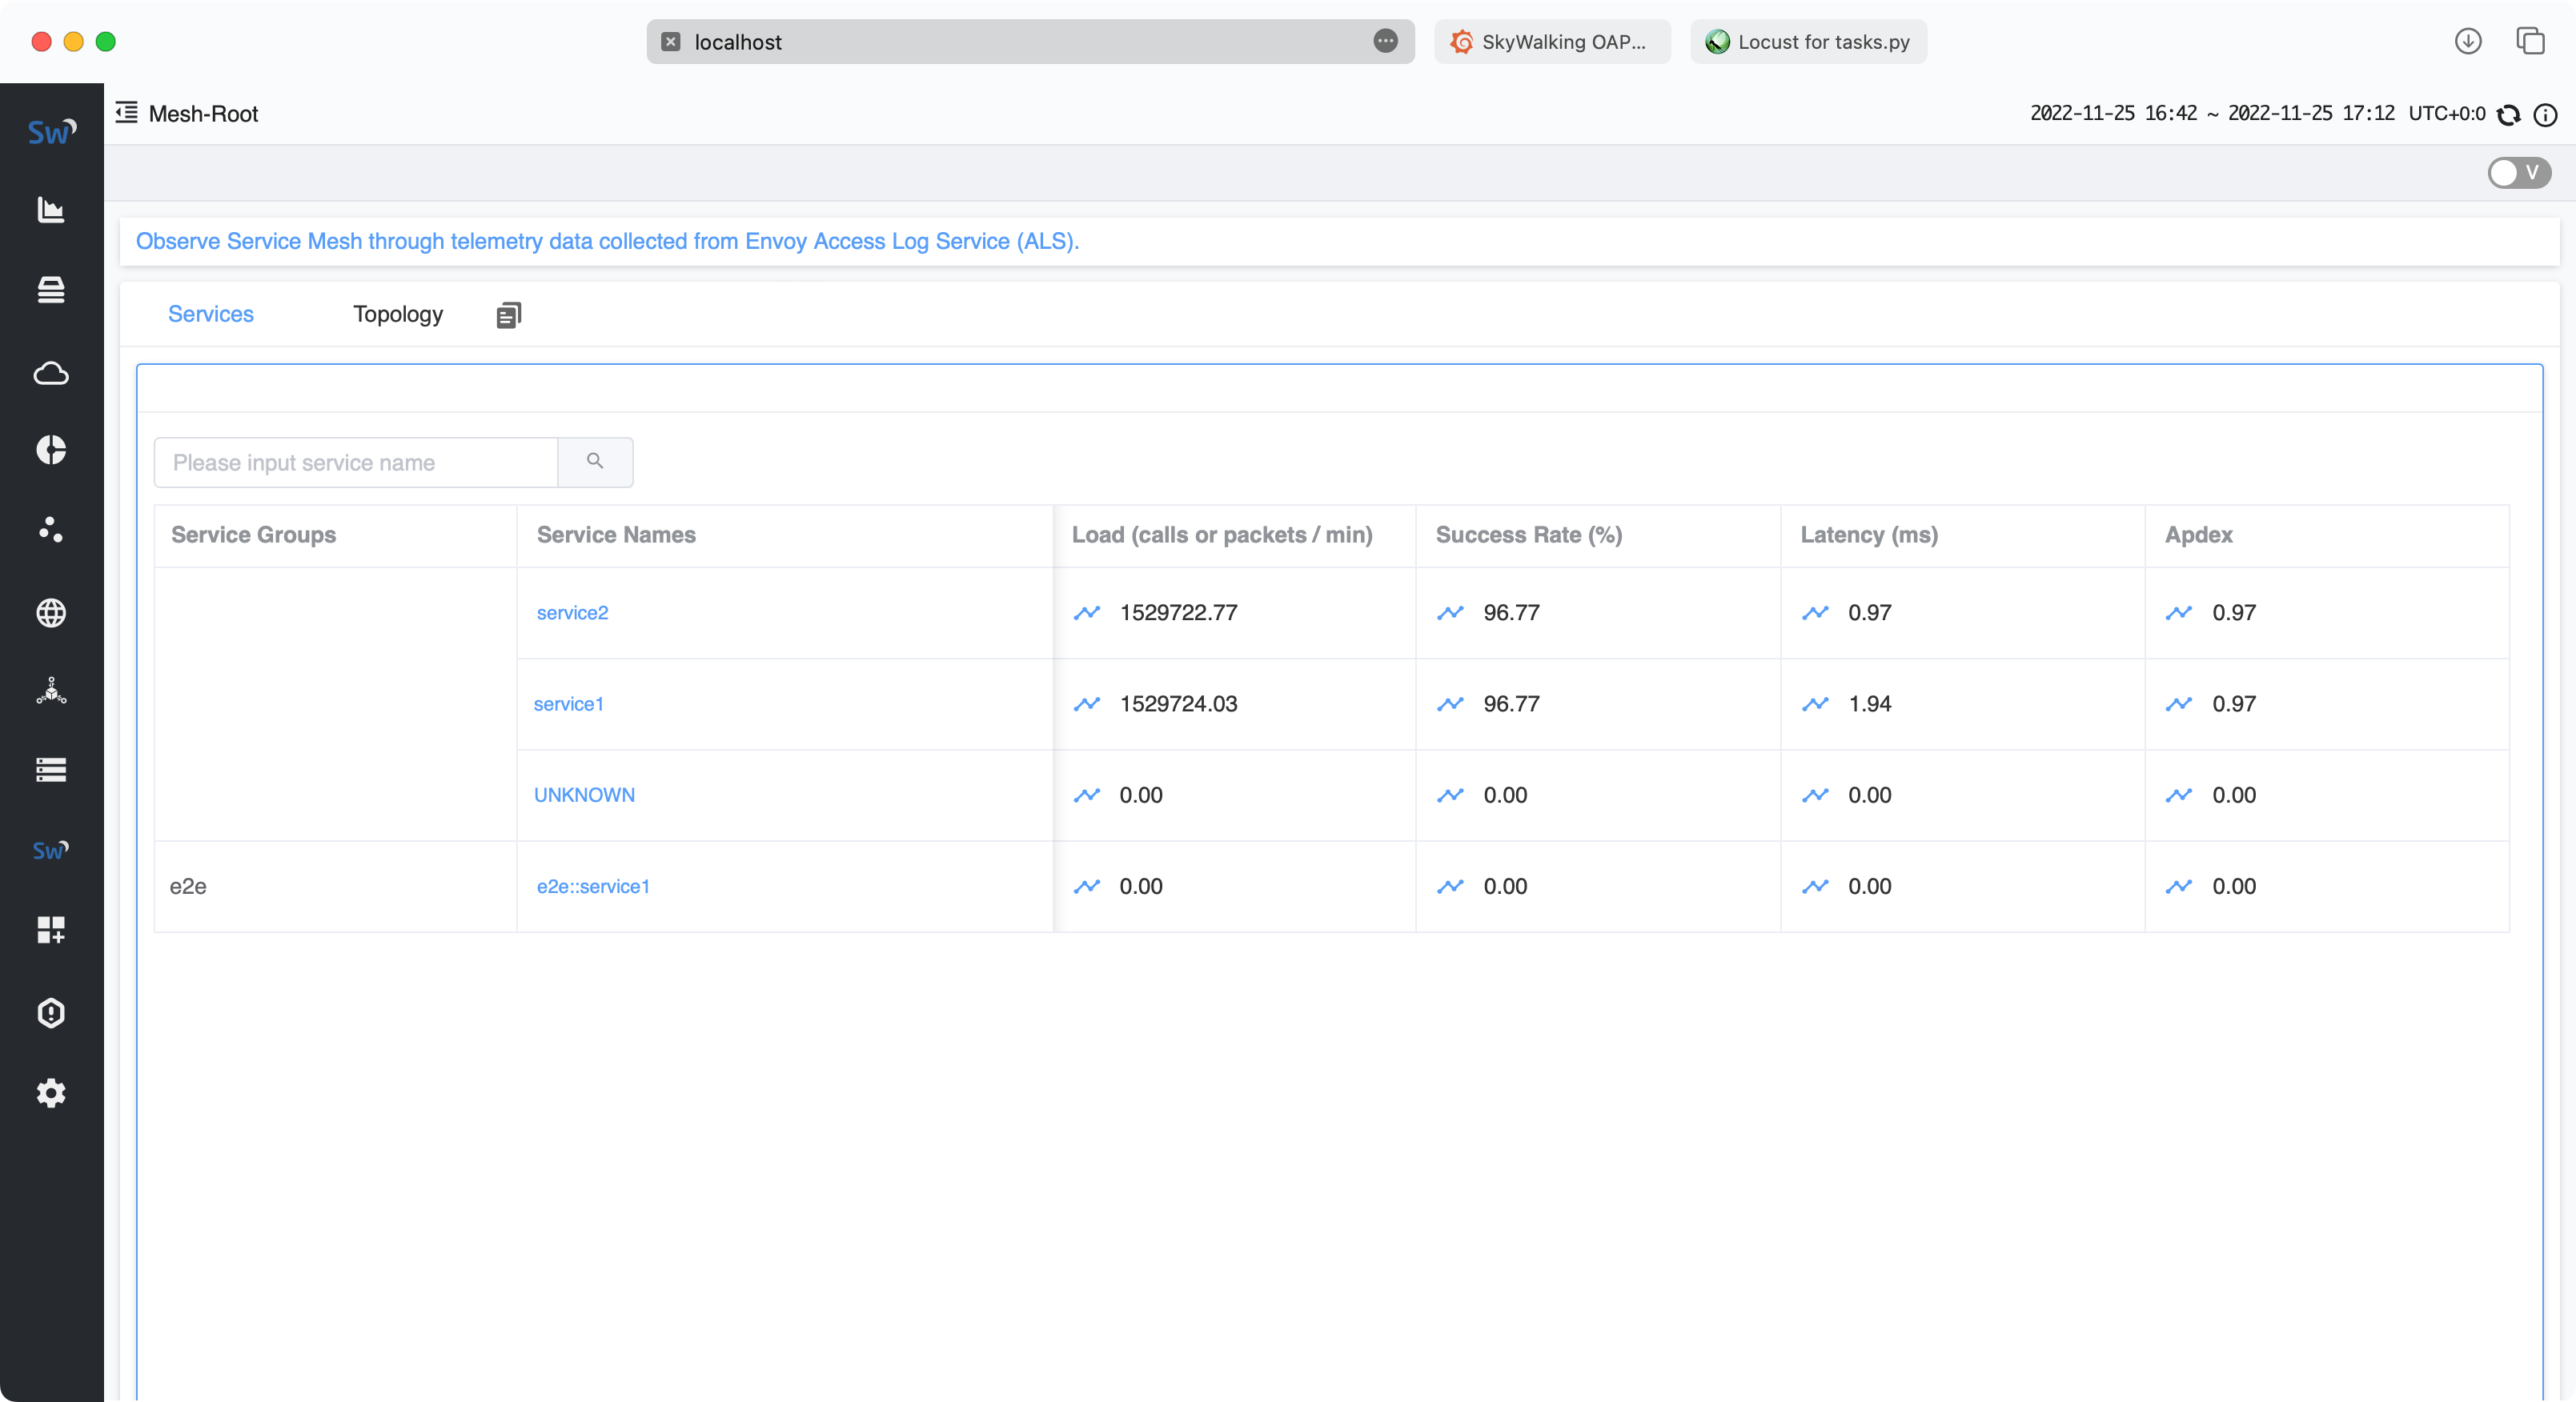 localhost
SkyWalking OAP...
Locust for tasks.py
Sw
Mesh-Root
2022-11-25 16:42 ~ 2022-11-25 17:12 UTC+0:0
V
Observe Service Mesh through telemetry data collected from Envoy Access Log Service (ALS).
Services Topology
Please input service name
Service Groups Service Names Load (calls or packets / min) Success Rate (%) Latency (ms) Apdex
service2 1529722.77 96.77 0.97 0.97
service1 1529724.03 96.77 1.94 0.97
UNKNOWN 0.00 0.00 0.00 0.00
Sw
e2e e2e::service1 0.00 0.00 0.00 0.00